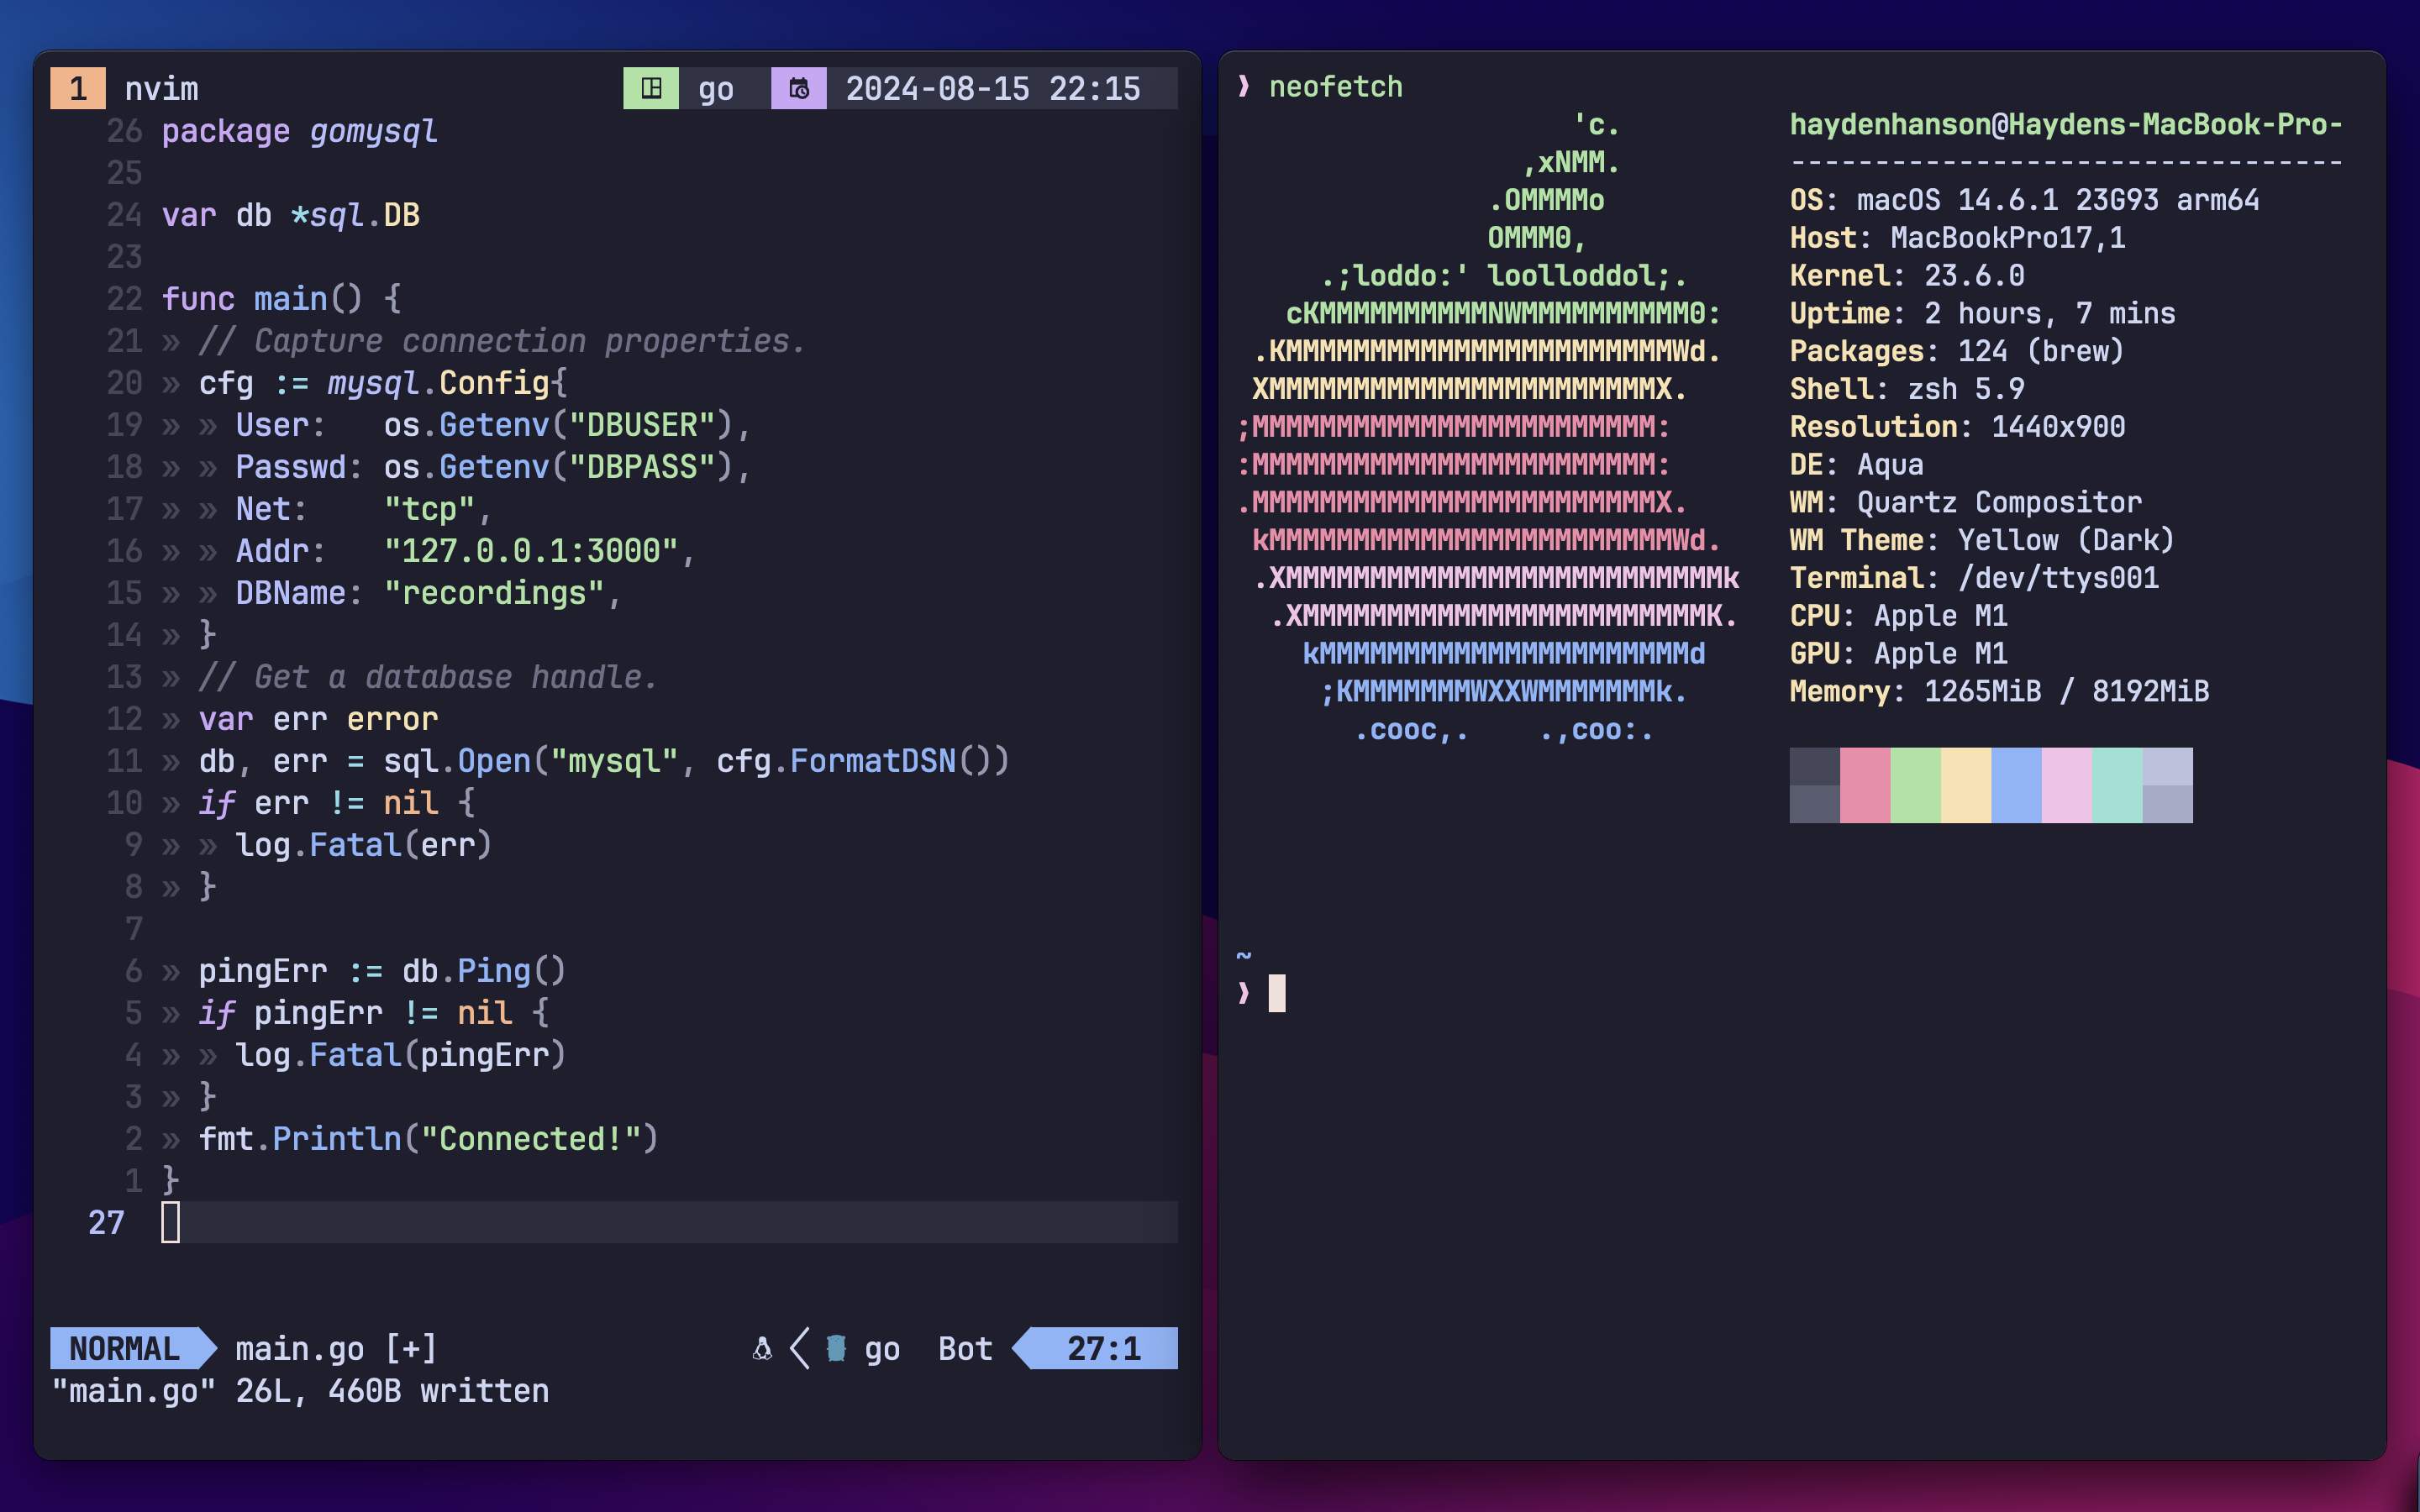 1 nvim go 2024-08-15 22:15
26 package gomysql
25
24 var db *sql.DB
23
22 func main() {
21 » // Capture connection properties.
20 » cfg := mysql.Config{
19 » » User:   os.Getenv("DBUSER"),
18 » » Passwd: os.Getenv("DBPASS"),
17 » » Net:    "tcp",
16 » » Addr:   "127.0.0.1:3000",
15 » » DBName: "recordings",
14 » }
13 » // Get a database handle.
12 » var err error
11 » db, err = sql.Open("mysql", cfg.FormatDSN())
10 » if err != nil {
9 » » log.Fatal(err)
8 » }
7
6 » pingErr := db.Ping()
5 » if pingErr != nil {
4 » » log.Fatal(pingErr)
3 » }
2 » fmt.Println("Connected!")
1 }
27
NORMAL main.go [+] go Bot 27:1
"main.go" 26L, 460B written
❯ neofetch
                    'c.          haydenhanson@Haydens-MacBook-Pro-
                 ,xNMM.          ---------------------------------
               .OMMMMo           OS: macOS 14.6.1 23G93 arm64
               OMMM0,            Host: MacBookPro17,1
     .;loddo:' loolloddol;.      Kernel: 23.6.0
   cKMMMMMMMMMMNWMMMMMMMMMM0:    Uptime: 2 hours, 7 mins
 .KMMMMMMMMMMMMMMMMMMMMMMMWd.    Packages: 124 (brew)
 XMMMMMMMMMMMMMMMMMMMMMMMX.      Shell: zsh 5.9
;MMMMMMMMMMMMMMMMMMMMMMMM:       Resolution: 1440x900
:MMMMMMMMMMMMMMMMMMMMMMMM:       DE: Aqua
.MMMMMMMMMMMMMMMMMMMMMMMMX.      WM: Quartz Compositor
 kMMMMMMMMMMMMMMMMMMMMMMMMWd.    WM Theme: Yellow (Dark)
 .XMMMMMMMMMMMMMMMMMMMMMMMMMMk   Terminal: /dev/ttys001
  .XMMMMMMMMMMMMMMMMMMMMMMMMK.   CPU: Apple M1
    kMMMMMMMMMMMMMMMMMMMMMMd     GPU: Apple M1
     ;KMMMMMMMWXXWMMMMMMMk.      Memory: 1265MiB / 8192MiB
       .cooc,.    .,coo:.
~
❯